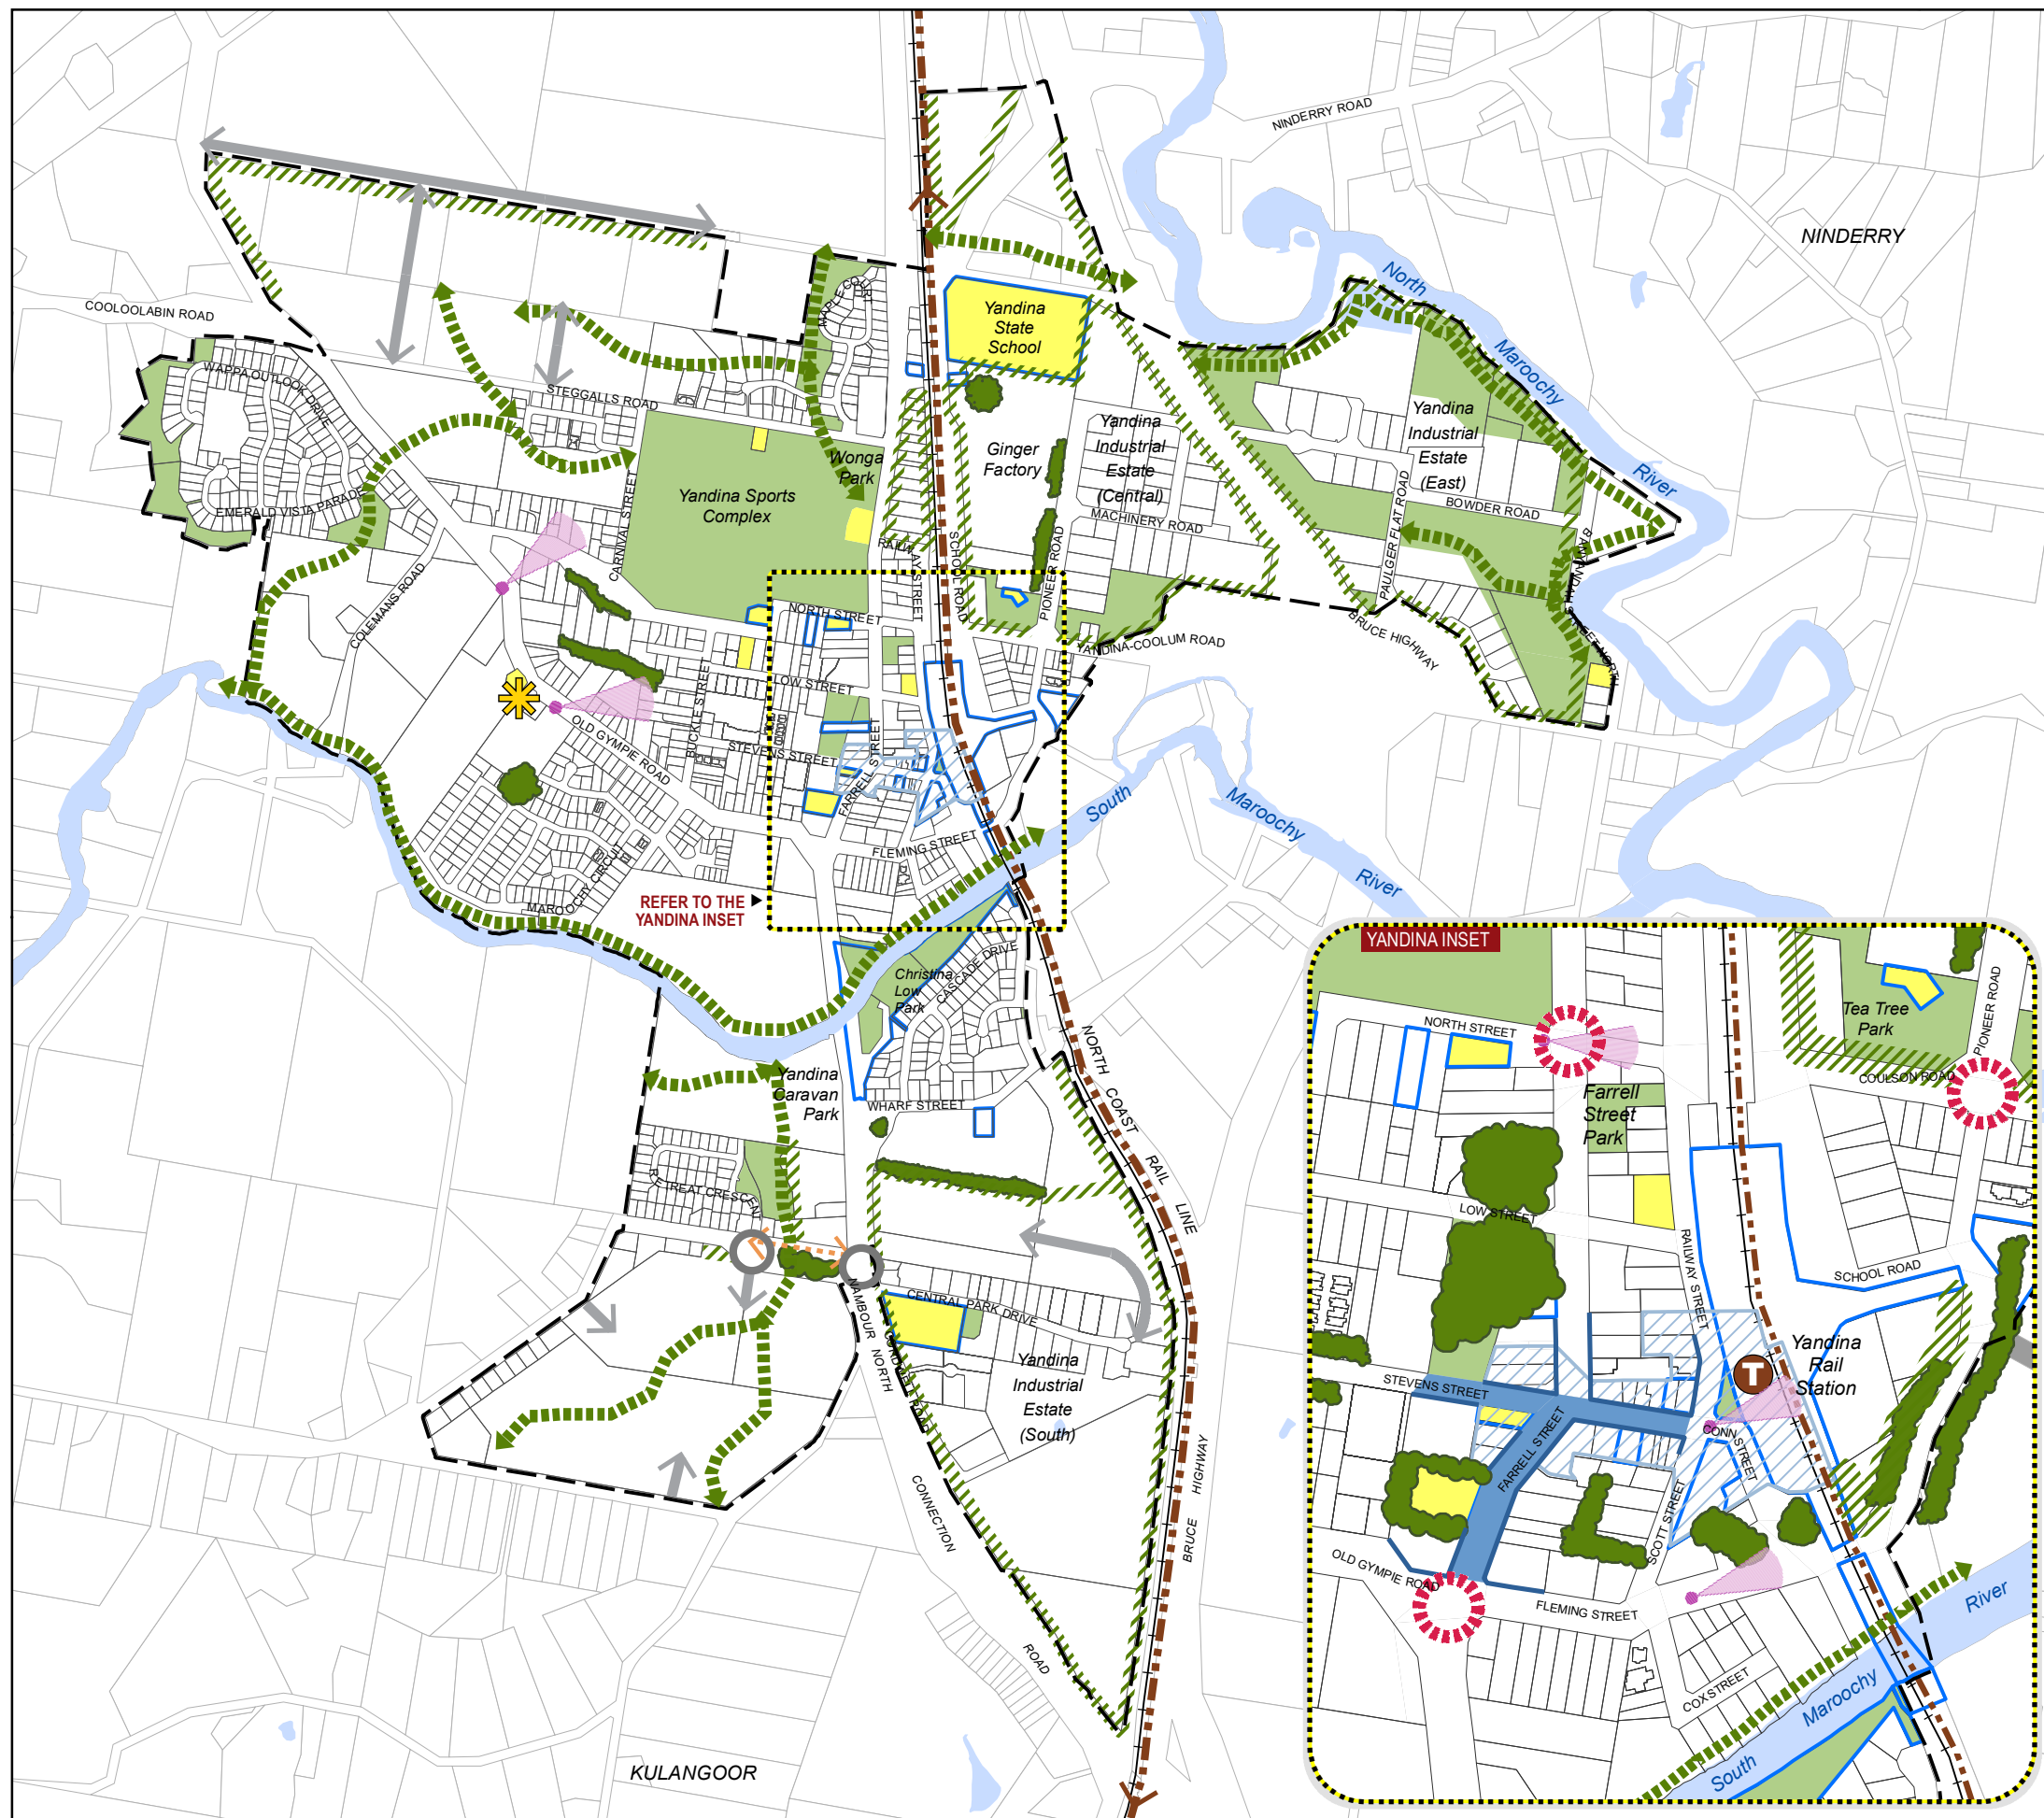 NINDERRY ROAD
NINDERRY
North
Maroochy
River
COOLOOLABIN ROAD
MAPLE COURT
Yandina
State
School
WAPPA OUTLOOK DRIVE
STEGGALLS ROAD
Wonga
Park
Ginger
Factory
Yandina
Industrial
Estate
(Central)
Yandina
Industrial
Estate
(East)
Yandina Sports
Complex
EMERALD VISTA PARADE
CARNIVAL STREET
BOWDER ROAD
MACHINERY ROAD
PAULGER FLAT ROAD
RAILWAY STREET
SCHOOL ROAD
PIONEER ROAD
COLEMANS ROAD
NORTH STREET
YANDINA-COOLUM ROAD
BRUCE HIGHWAY
LOW STREET
BUCKLE STREET
OLD GYMPIE ROAD
STEVENS STREET
FARRELL STREET
FLEMING STREET
South
Maroochy
River
MAROOCHY CIRCUIT
REFER TO THE
YANDINA INSET
Christina
Low
Park
CASCADE DRIVE
Yandina
Caravan
Park
WHARF STREET
NORTH COAST RAIL LINE
RETREAT CRESCENT
CENTRAL PARK DRIVE
NAMBOUR NORTH
CONNECTION
ROAD
Yandina
Industrial
Estate
(South)
BRUCE HIGHWAY
KULANGOOR
YANDINA INSET
NORTH STREET
Tea Tree
Park
PIONEER ROAD
COULSON ROAD
Farrell
Street
Park
LOW STREET
RAILWAY STREET
SCHOOL ROAD
Yandina
Rail
Station
T
STEVENS STREET
CONN STREET
FARRELL STREET
SCOTT STREET
OLD GYMPIE ROAD
FLEMING STREET
COX STREET
South
Maroochy
River